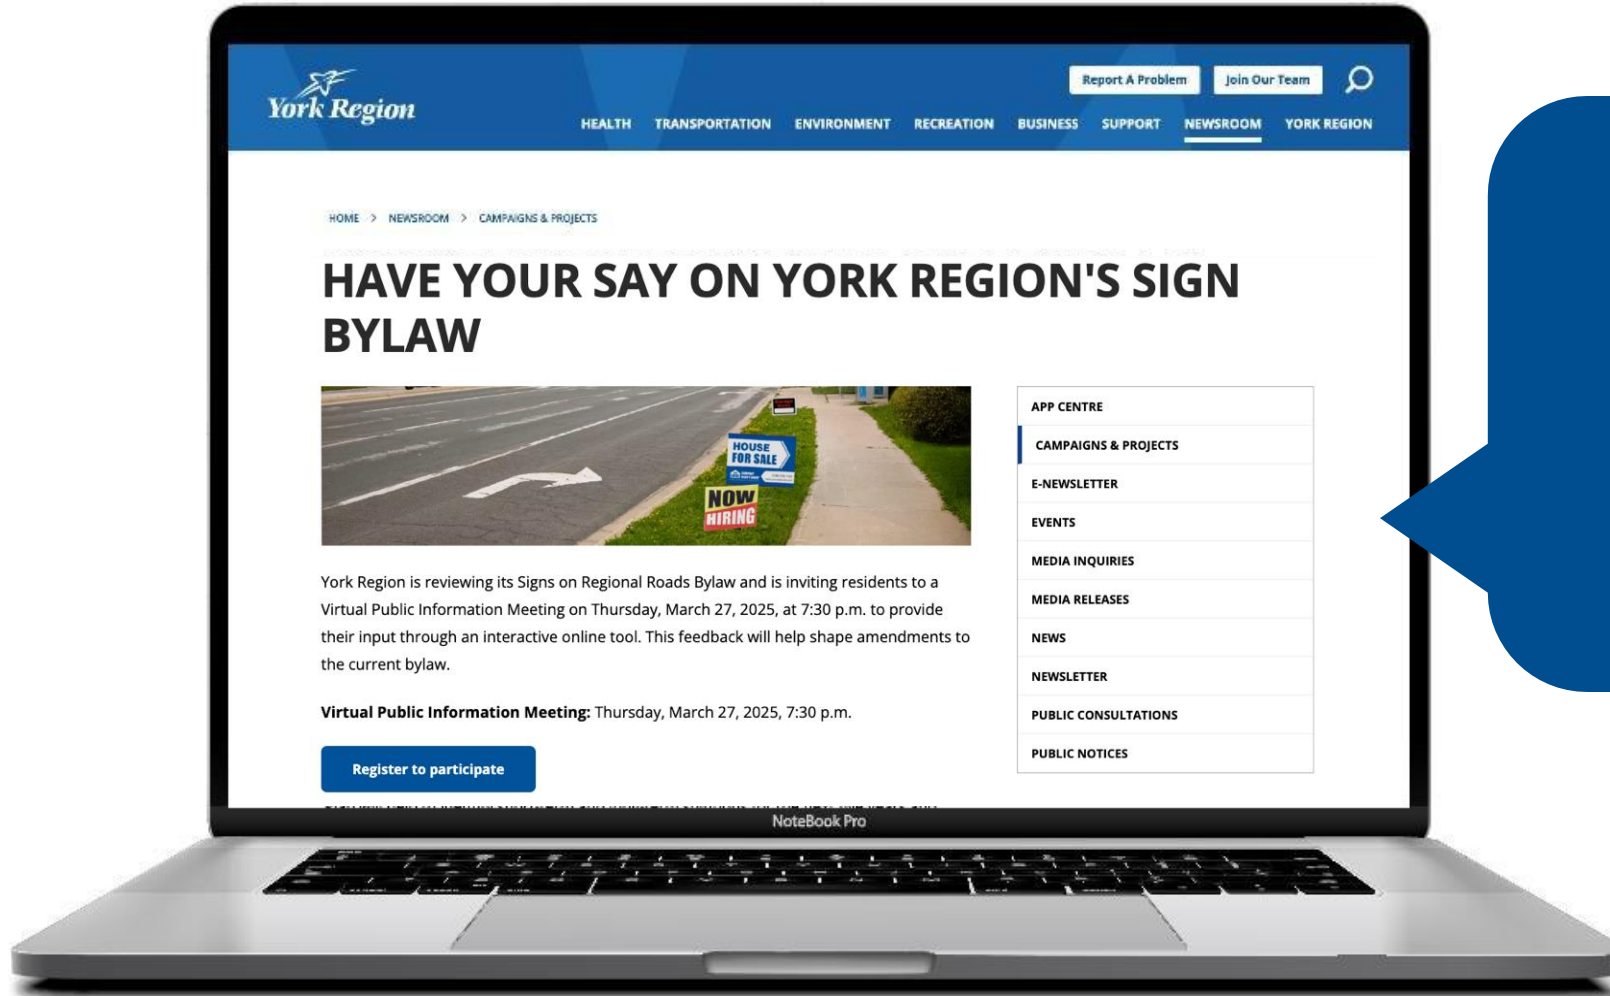 York Region
Report A Problem
Join Our Team
HEALTH TRANSPORTATION ENVIRONMENT RECREATION BUSINESS SUPPORT NEWSROOM YORK REGION
HOME > NEWSROOM > CAMPAIGNS & PROJECTS
HAVE YOUR SAY ON YORK REGION'S SIGN
BYLAW
HOUSE
FOR SALE
NOW
HIRING
York Region is reviewing its Signs on Regional Roads Bylaw and is inviting residents to a
Virtual Public Information Meeting on Thursday, March 27, 2025, at 7:30 p.m. to provide
their input through an interactive online tool. This feedback will help shape amendments to
the current bylaw.
Virtual Public Information Meeting: Thursday, March 27, 2025, 7:30 p.m.
Register to participate
APP CENTRE
CAMPAIGNS & PROJECTS
E-NEWSLETTER
EVENTS
MEDIA INQUIRIES
MEDIA RELEASES
NEWS
NEWSLETTER
PUBLIC CONSULTATIONS
PUBLIC NOTICES
NoteBook Pro